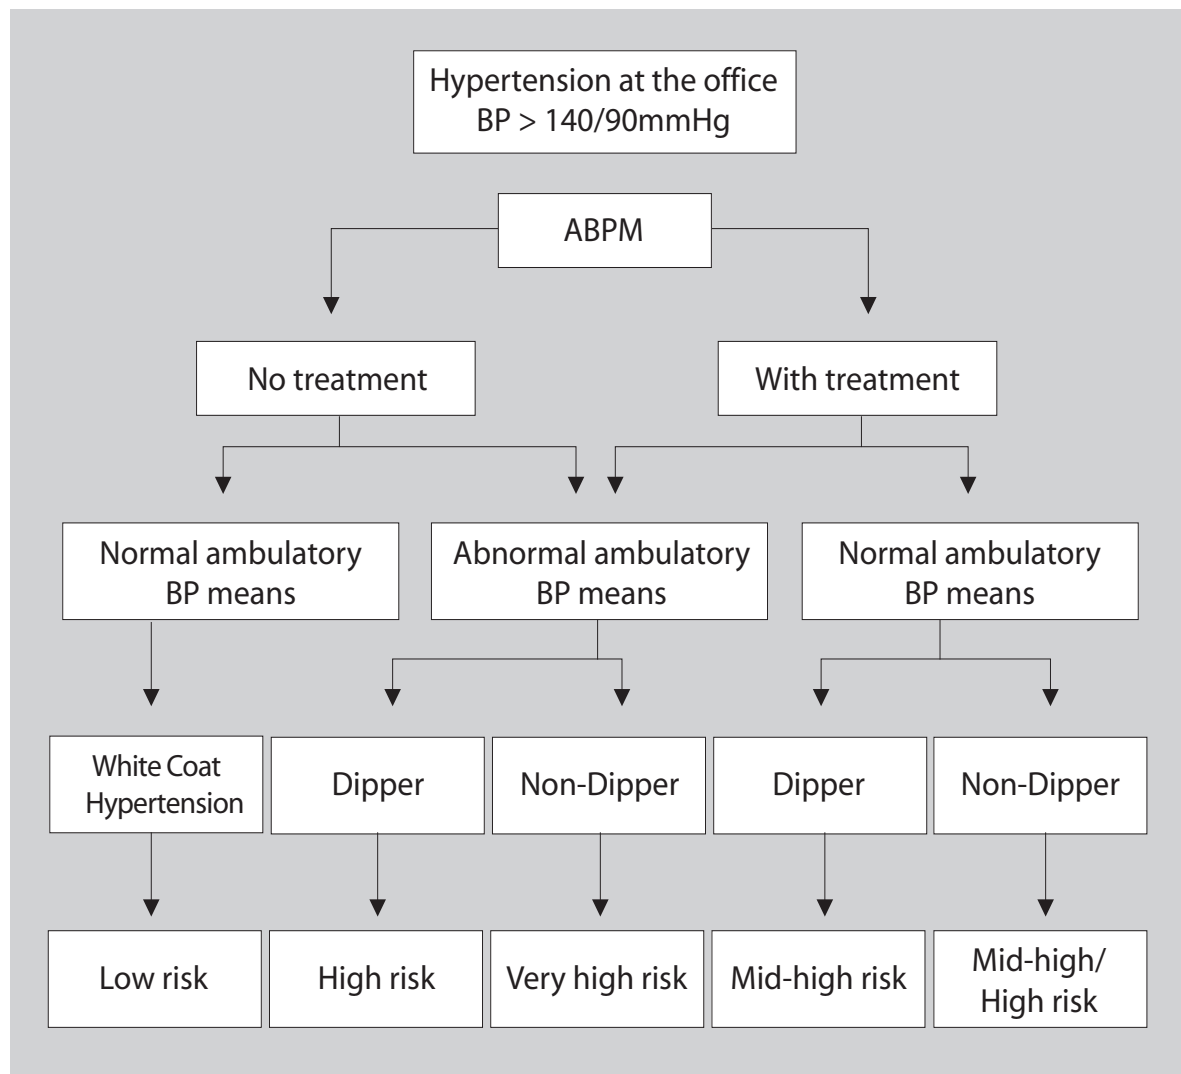 Hypertension at the office
BP > 140/90mmHg
ABPM
No treatment
With treatment
Normal ambulatory
BP means
Abnormal ambulatory
BP means
Normal ambulatory
BP means
White Coat
Hypertension
Dipper
Non-Dipper
Dipper
Non-Dipper
Low risk
High risk
Very high risk
Mid-high risk
Mid-high/
High risk